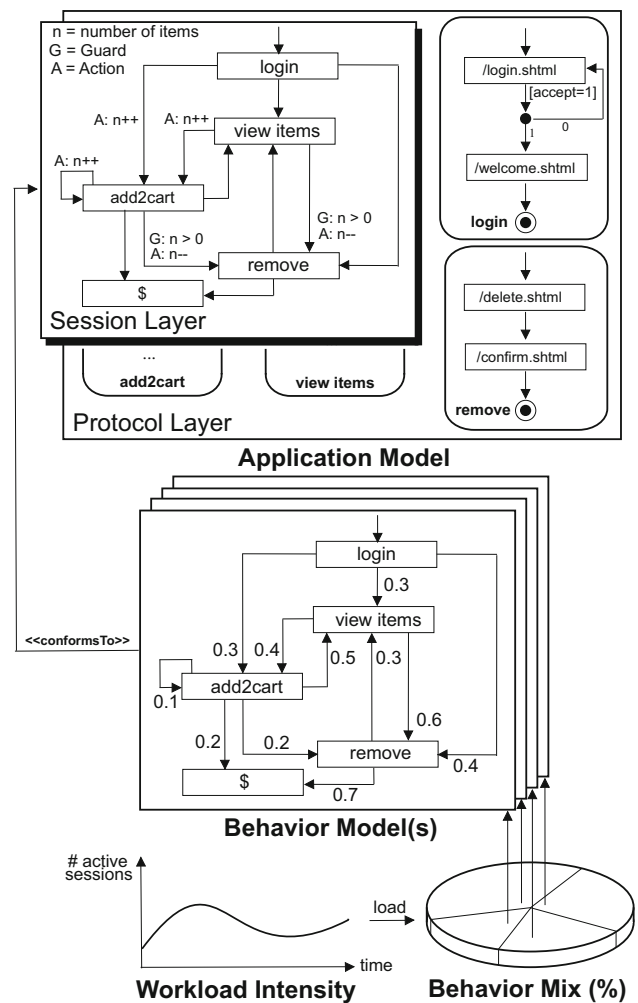 n = number of items
G = Guard
A = Action
login
A: n++
A: n++
view items
A: n++
add2cart
G: n > 0
A: n--
G: n > 0
A: n--
remove
$
Session Layer
/login.shtml
[accept=1]
1
0
/welcome.shtml
login
/delete.shtml
/confirm.shtml
remove
...
add2cart
view items
Protocol Layer
Application Model
<<conformsTo>>
login
0.3
view items
0.3
0.4
0.5
0.3
add2cart
0.1
0.6
0.2
0.2
remove
0.4
$
0.7
Behavior Model(s)
# active
sessions
load
time
Workload Intensity
Behavior Mix (%)